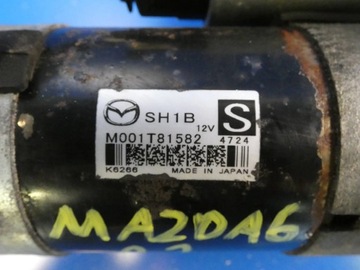 SH1B
12V
S
M001T81582
4724
K6266
MADE IN JAPAN
MAZDA6